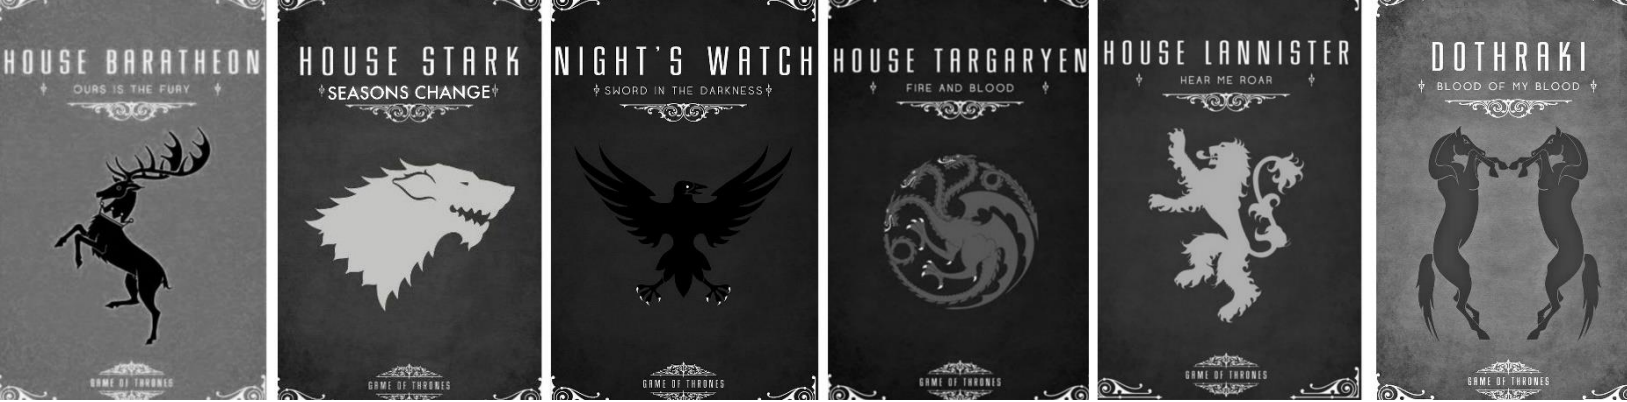 HOUSE BARATHEON
OURS IS THE FURY
GAME OF THRONES
HOUSE STARK
SEASONS CHANGE
GAME OF THRONES
NIGHT'S WATCH
SWORD IN THE DARKNESS
GAME OF THRONES
HOUSE TARGARYEN
FIRE AND BLOOD
GAME OF THRONES
HOUSE LANNISTER
HEAR ME ROAR
GAME OF THRONES
DOTHRAKI
BLOOD OF MY BLOOD
GAME OF THRONES